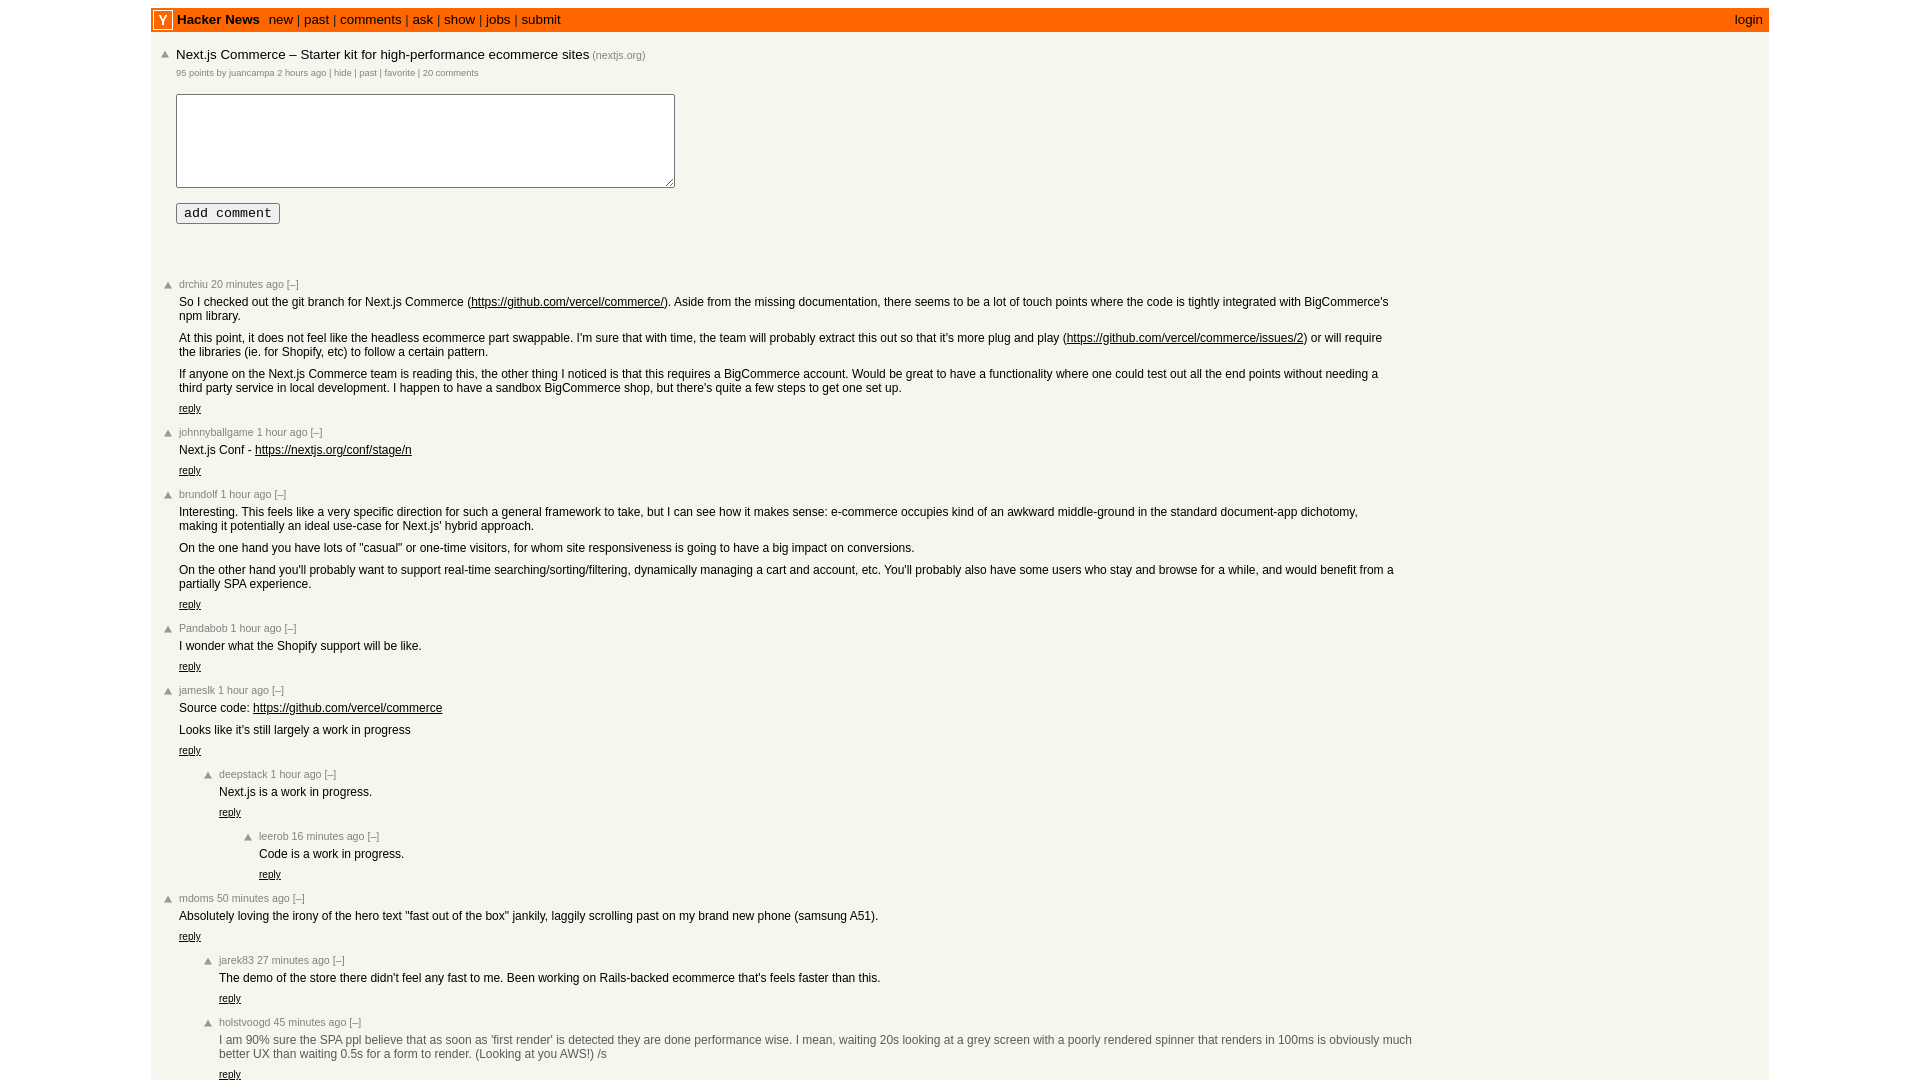 Y Hacker News new | past | comments | ask | show | jobs | submit login
Next.js Commerce – Starter kit for high-performance ecommerce sites (nextjs.org)
95 points by juancampa 2 hours ago | hide | past | favorite | 20 comments
add comment
drchiu 20 minutes ago [–]
So I checked out the git branch for Next.js Commerce (https://github.com/vercel/commerce/). Aside from the missing documentation, there seems to be a lot of touch points where the code is tightly integrated with BigCommerce's
npm library.
At this point, it does not feel like the headless ecommerce part swappable. I'm sure that with time, the team will probably extract this out so that it's more plug and play (https://github.com/vercel/commerce/issues/2) or will require
the libraries (ie. for Shopify, etc) to follow a certain pattern.
If anyone on the Next.js Commerce team is reading this, the other thing I noticed is that this requires a BigCommerce account. Would be great to have a functionality where one could test out all the end points without needing a
third party service in local development. I happen to have a sandbox BigCommerce shop, but there's quite a few steps to get one set up.
reply
johnnyballgame 1 hour ago [–]
Next.js Conf - https://nextjs.org/conf/stage/n
reply
brundolf 1 hour ago [–]
Interesting. This feels like a very specific direction for such a general framework to take, but I can see how it makes sense: e-commerce occupies kind of an awkward middle-ground in the standard document-app dichotomy,
making it potentially an ideal use-case for Next.js' hybrid approach.
On the one hand you have lots of "casual" or one-time visitors, for whom site responsiveness is going to have a big impact on conversions.
On the other hand you'll probably want to support real-time searching/sorting/filtering, dynamically managing a cart and account, etc. You'll probably also have some users who stay and browse for a while, and would benefit from a
partially SPA experience.
reply
Pandabob 1 hour ago [–]
I wonder what the Shopify support will be like.
reply
jameslk 1 hour ago [–]
Source code: https://github.com/vercel/commerce
Looks like it's still largely a work in progress
reply
deepstack 1 hour ago [–]
Next.js is a work in progress.
reply
leerob 16 minutes ago [–]
Code is a work in progress.
reply
mdoms 50 minutes ago [–]
Absolutely loving the irony of the hero text "fast out of the box" jankily, laggily scrolling past on my brand new phone (samsung A51).
reply
jarek83 27 minutes ago [–]
The demo of the store there didn't feel any fast to me. Been working on Rails-backed ecommerce that's feels faster than this.
reply
holstvoogd 45 minutes ago [–]
I am 90% sure the SPA ppl believe that as soon as 'first render' is detected they are done performance wise. I mean, waiting 20s looking at a grey screen with a poorly rendered spinner that renders in 100ms is obviously much
better UX than waiting 0.5s for a form to render. (Looking at you AWS!) /s
reply